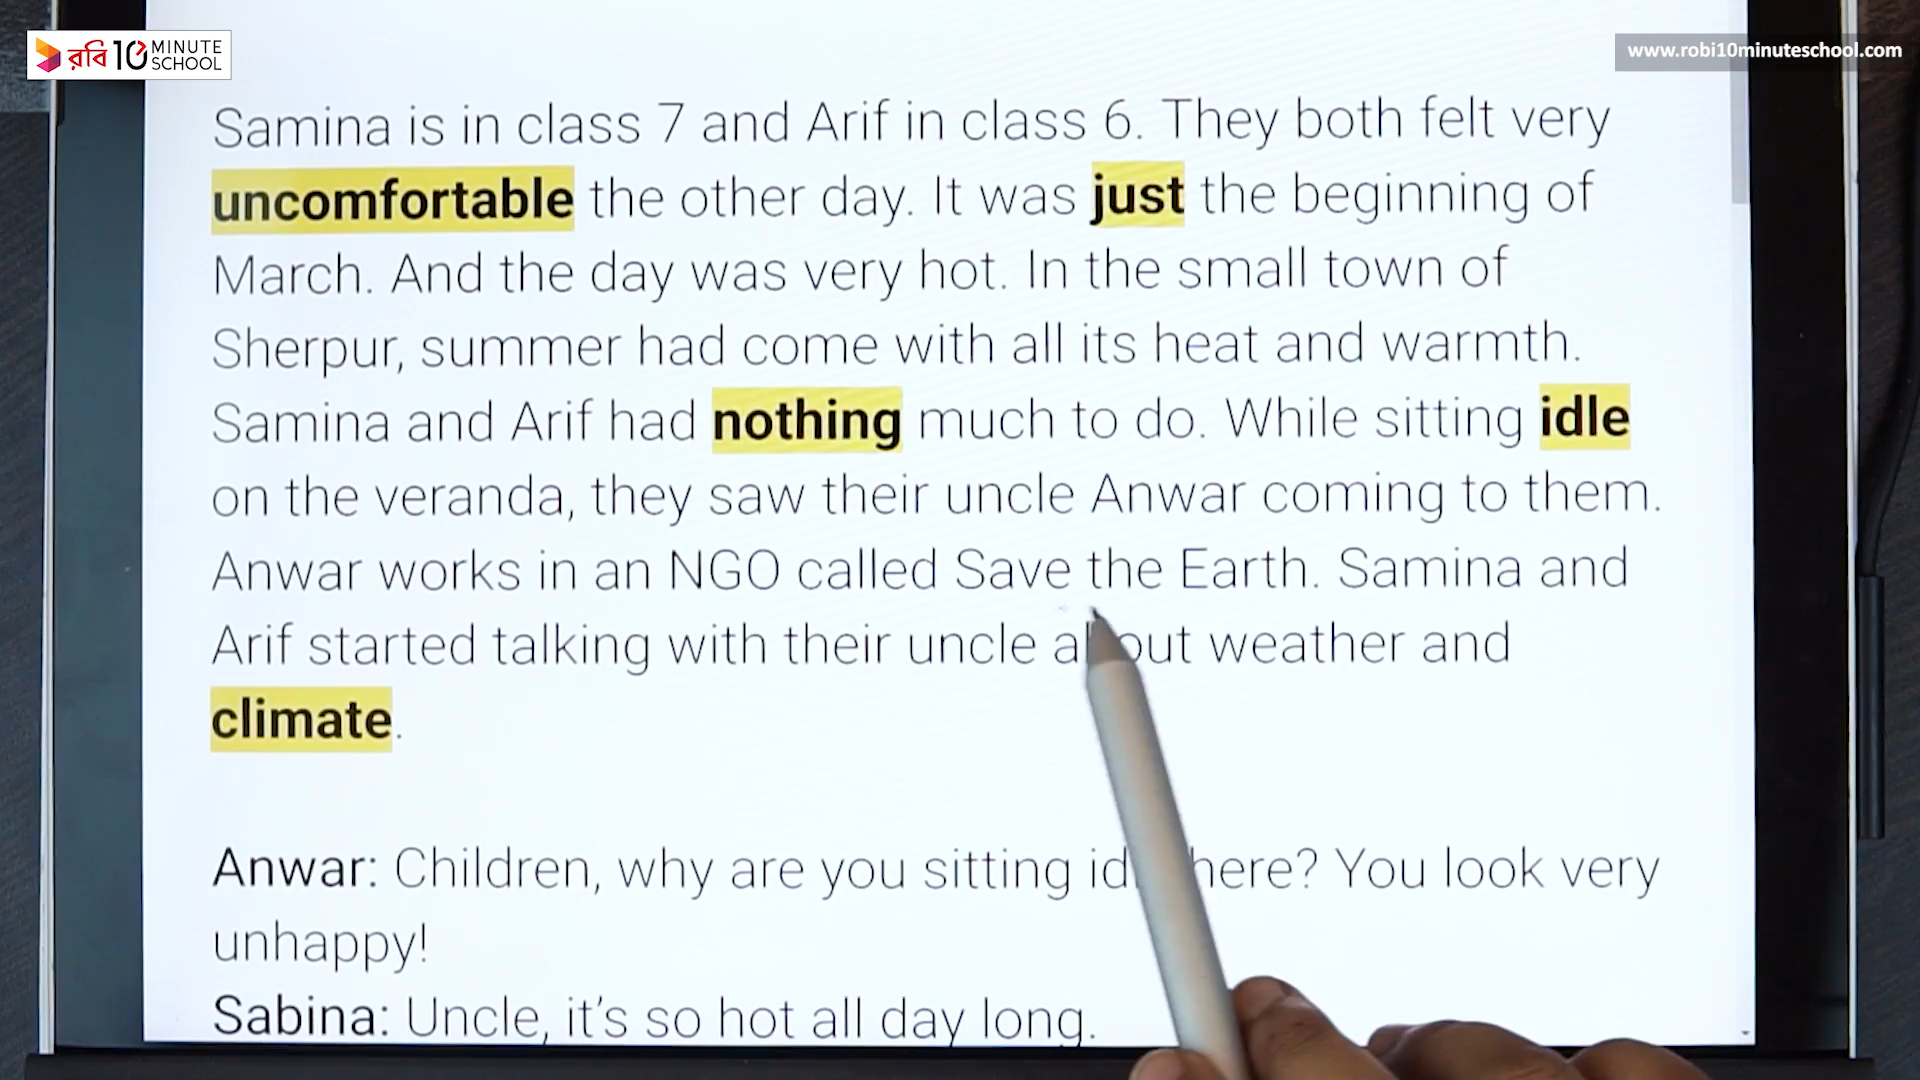 রবি 10 MINUTE SCHOOL
www.robi10minuteschool.com
Samina is in class 7 and Arif in class 6. They both felt very
uncomfortable the other day. It was just the beginning of
March. And the day was very hot. In the small town of
Sherpur, summer had come with all its heat and warmth.
Samina and Arif had nothing much to do. While sitting idle
on the veranda, they saw their uncle Anwar coming to them.
Anwar works in an NGO called Save the Earth. Samina and
Arif started talking with their uncle about weather and
climate.
Anwar: Children, why are you sitting here? You look very
unhappy!
Sabina: Uncle, it's so hot all day long.